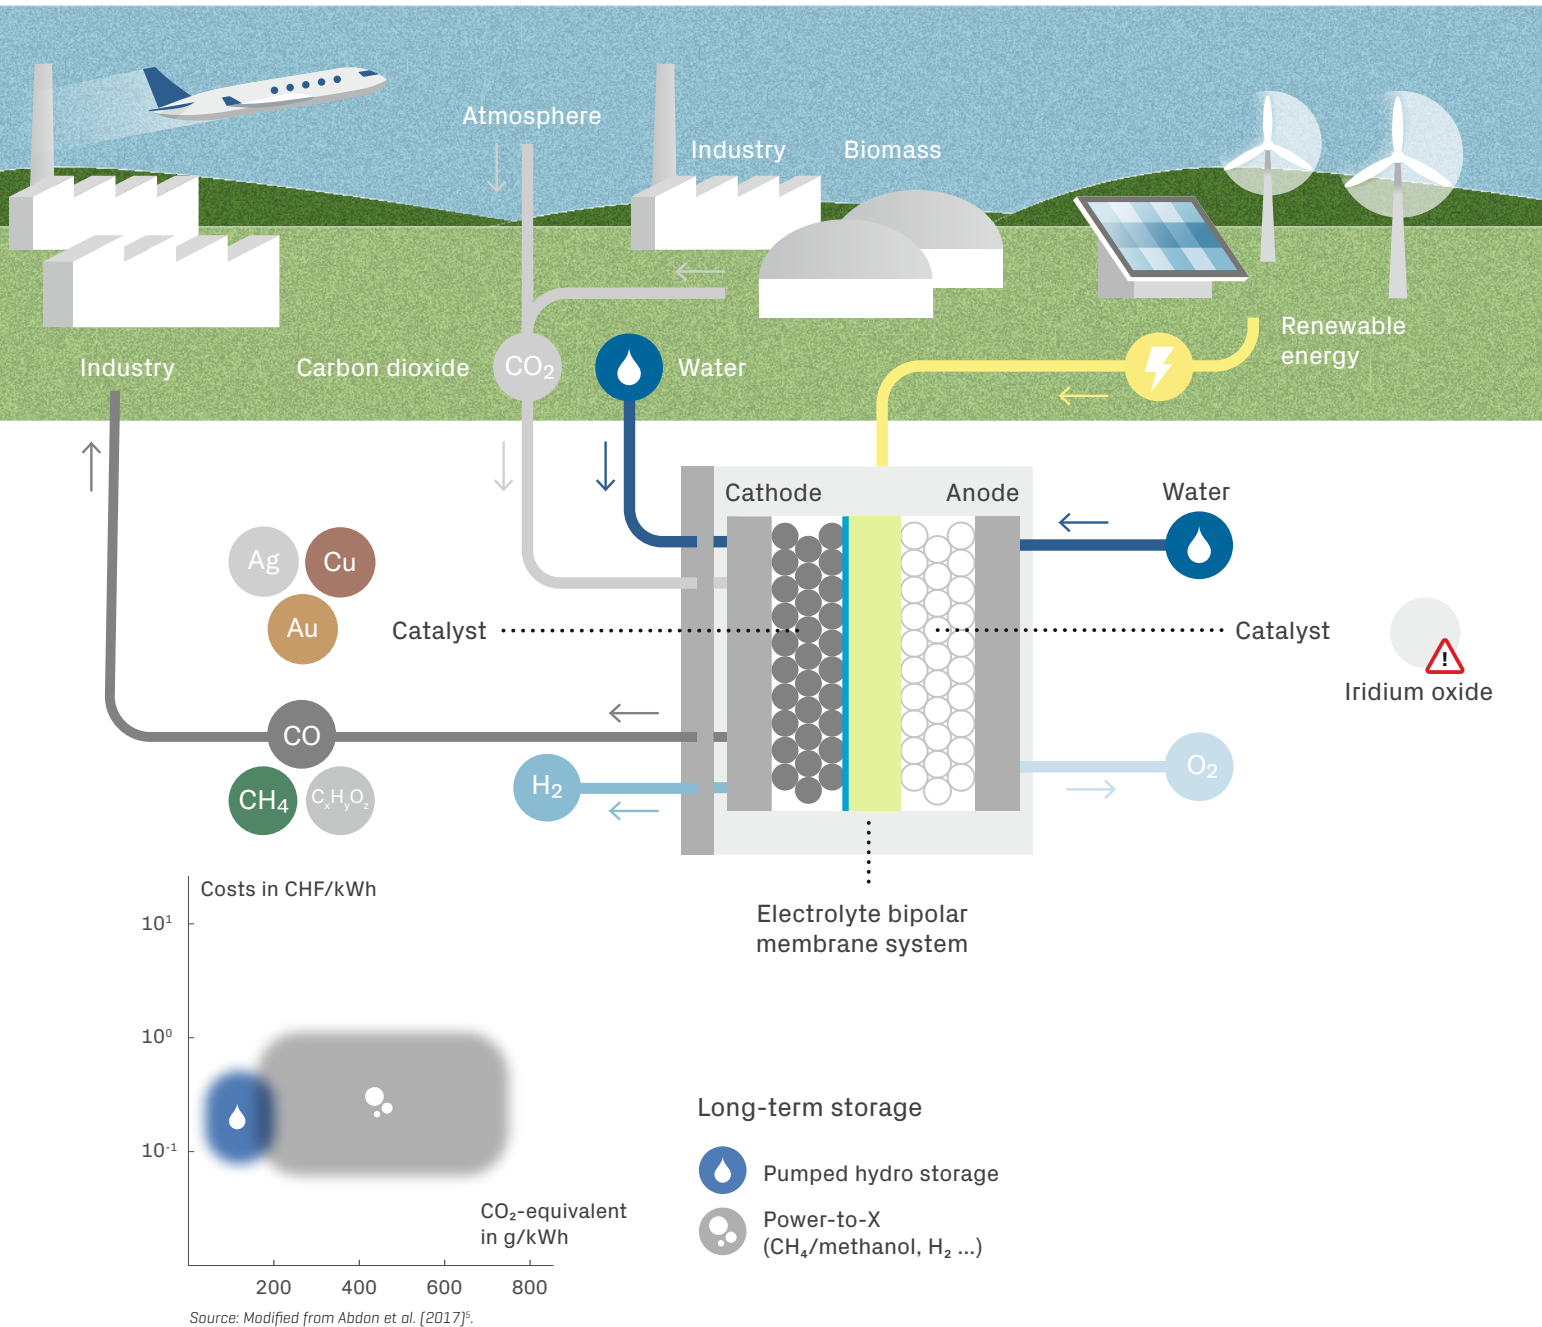 Atmosphere
Industry
Biomass
Renewable
energy
Industry
Carbon dioxide
CO₂
Water
Cathode
Anode
Water
Ag
Cu
Au
Catalyst
Catalyst
!
Iridium oxide
CO
CH₄
CₓHᵧO_z
H₂
O₂
Electrolyte bipolar
membrane system
Costs in CHF/kWh
10¹
10⁰
10⁻¹
CO₂-equivalent
in g/kWh
200 400 600 800
Source: Modified from Abdon et al. (2017)⁵.
Long-term storage
Pumped hydro storage
Power-to-X
(CH₄/methanol, H₂ ...)